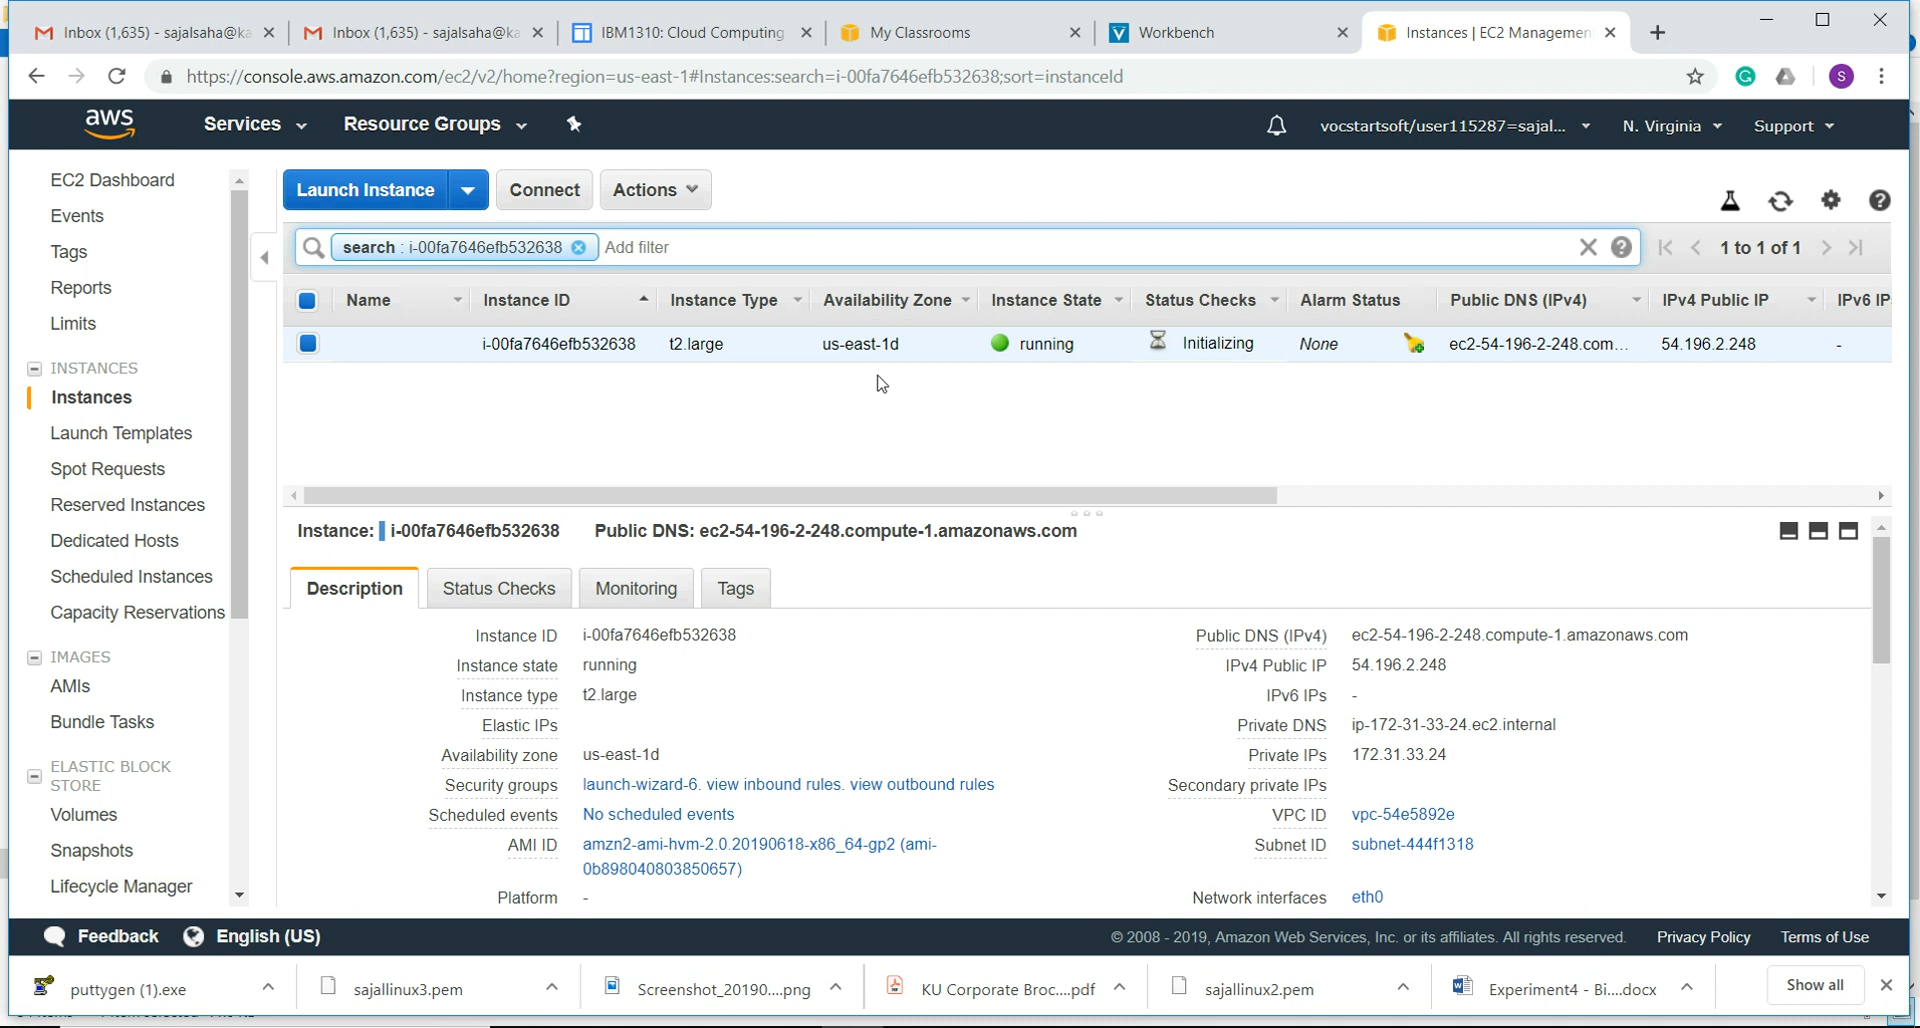 Inbox (1,635) - sajalsaha@ka
Inbox (1,635) - sajalsaha@ka
IBM1310: Cloud Computing
My Classrooms
Workbench
Instances | EC2 Managemen
https://console.aws.amazon.com/ec2/v2/home?region=us-east-1#Instances:search=i-00fa7646efb532638;sort=instanceId
S
aws
Services
Resource Groups
vocstartsoft/user115287=sajal...
N. Virginia
Support
EC2 Dashboard
Events
Tags
Reports
Limits
INSTANCES
Instances
Launch Templates
Spot Requests
Reserved Instances
Dedicated Hosts
Scheduled Instances
Capacity Reservations
IMAGES
AMIs
Bundle Tasks
ELASTIC BLOCK
STORE
Volumes
Snapshots
Lifecycle Manager
Launch Instance
Connect
Actions
search : i-00fa7646efb532638
Add filter
1 to 1 of 1
Name
Instance ID
Instance Type
Availability Zone
Instance State
Status Checks
Alarm Status
Public DNS (IPv4)
IPv4 Public IP
IPv6 IP
i-00fa7646efb532638
t2.large
us-east-1d
running
Initializing
None
ec2-54-196-2-248.com...
54.196.2.248
-
Instance: i-00fa7646efb532638
Public DNS: ec2-54-196-2-248.compute-1.amazonaws.com
Description
Status Checks
Monitoring
Tags
Instance ID i-00fa7646efb532638
Instance state running
Instance type t2.large
Elastic IPs
Availability zone us-east-1d
Security groups launch-wizard-6. view inbound rules. view outbound rules
Scheduled events No scheduled events
AMI ID amzn2-ami-hvm-2.0.20190618-x86_64-gp2 (ami-
0b898040803850657)
Platform -
Public DNS (IPv4) ec2-54-196-2-248.compute-1.amazonaws.com
IPv4 Public IP 54.196.2.248
IPv6 IPs -
Private DNS ip-172-31-33-24.ec2.internal
Private IPs 172.31.33.24
Secondary private IPs
VPC ID vpc-54e5892e
Subnet ID subnet-444f1318
Network interfaces eth0
Feedback
English (US)
© 2008 - 2019, Amazon Web Services, Inc. or its affiliates. All rights reserved.
Privacy Policy
Terms of Use
puttygen (1).exe
sajallinux3.pem
Screenshot_20190....png
KU Corporate Broc....pdf
sajallinux2.pem
Experiment4 - Bi....docx
Show all